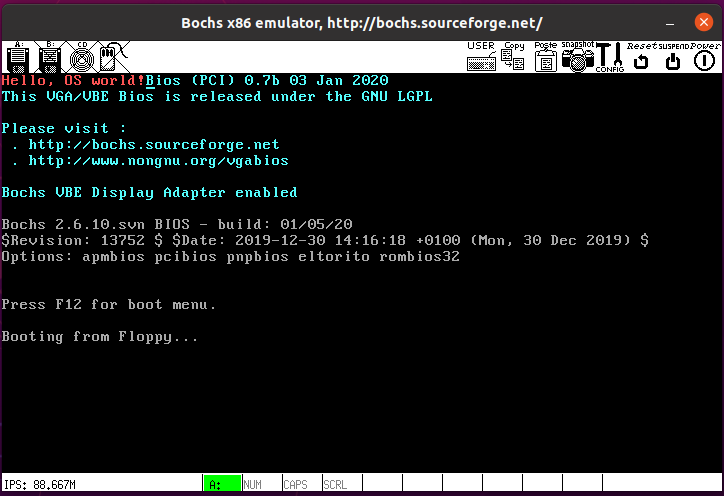 Bochs x86 emulator, http://bochs.sourceforge.net/
A: B: CD USER Copy Paste snapshot CONFIG Reset SUSPEND Power
Hello, OS world!Bios (PCI) 0.7b 03 Jan 2020
This VGA/VBE Bios is released under the GNU LGPL
Please visit :
. http://bochs.sourceforge.net
. http://www.nongnu.org/vgabios
Bochs VBE Display Adapter enabled
Bochs 2.6.10.svn BIOS - build: 01/05/20
$Revision: 13752 $ $Date: 2019-12-30 14:16:18 +0100 (Mon, 30 Dec 2019) $
Options: apmbios pcibios pnpbios eltorito rombios32
Press F12 for boot menu.
Booting from Floppy...
IPS: 88.667M A: NUM CAPS SCRL